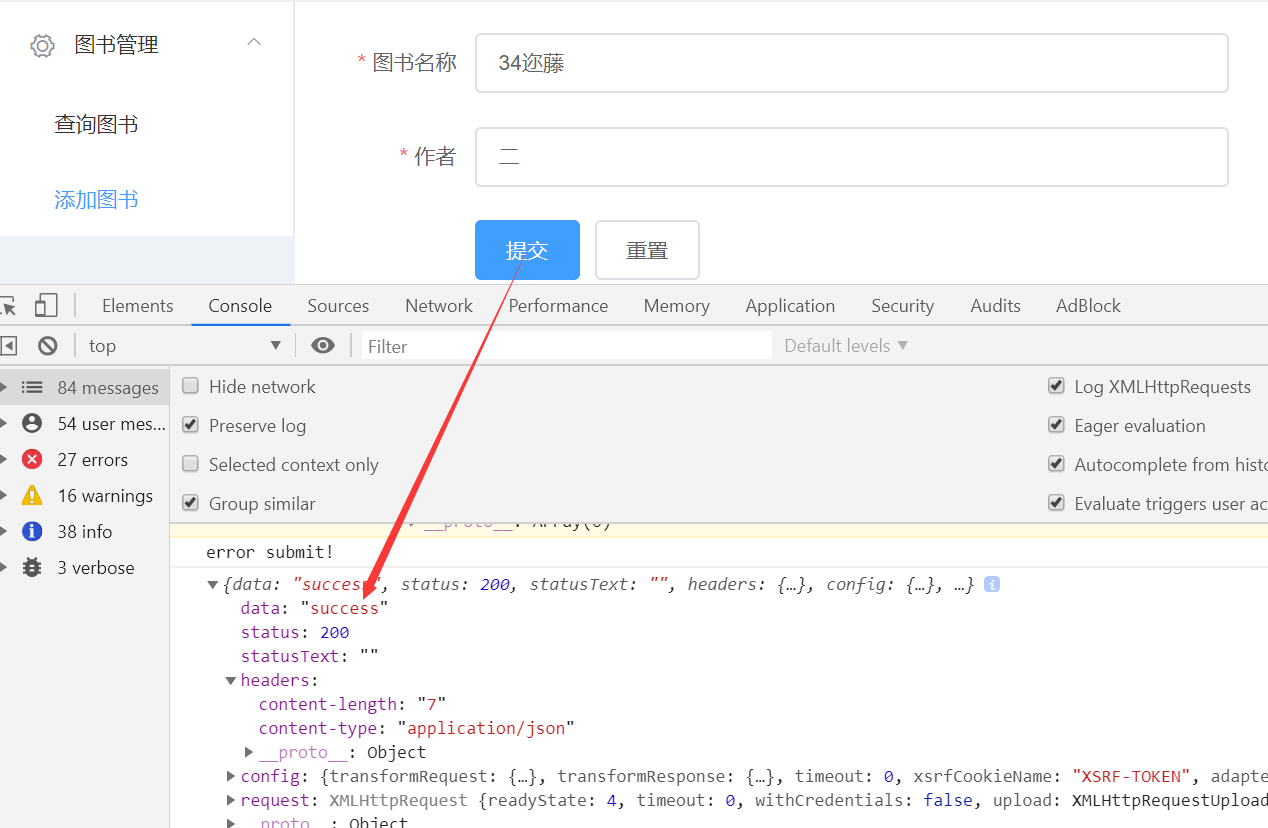 图书管理
查询图书
添加图书
* 图书名称 34迩藤
* 作者 二
提交 重置
Elements Console Sources Network Performance Memory Application Security Audits AdBlock
top Filter Default levels
84 messages
54 user mes...
27 errors
16 warnings
38 info
3 verbose
Hide network Log XMLHttpRequests
Preserve log Eager evaluation
Selected context only Autocomplete from histo
Group similar Evaluate triggers user ac
__proto__: Array(0)
error submit!
{data: "success", status: 200, statusText: "", headers: {…}, config: {…}, …}
data: "success"
status: 200
statusText: ""
headers:
content-length: "7"
content-type: "application/json"
__proto__: Object
config: {transformRequest: {…}, transformResponse: {…}, timeout: 0, xsrfCookieName: "XSRF-TOKEN", adapte
request: XMLHttpRequest {readyState: 4, timeout: 0, withCredentials: false, upload: XMLHttpRequestUpload
__proto__: Object